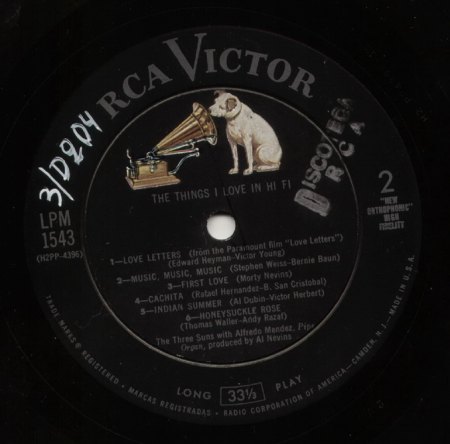 RCA VICTOR
3/D204
DISCOTECA
RCA
THE THINGS I LOVE IN HI FI
LPM
1543
(H2PP-4396)
2
"NEW
ORTHOPHONIC"
HIGH
FIDELITY
1—LOVE LETTERS (from the Paramount film "Love Letters")
(Edward Heyman-Victor Young)
2—MUSIC, MUSIC, MUSIC (Stephen Weiss-Bernie Baun)
3—FIRST LOVE (Morty Nevins)
4—CACHITA (Rafael Hernandez-B. San Cristobal)
5—INDIAN SUMMER (Al Dubin-Victor Herbert)
6—HONEYSUCKLE ROSE
(Thomas Waller-Andy Razaf)
The Three Suns with Alfredo Mendez, Pipe
Organ, produced by Al Nevins
LONG 33⅓ PLAY
TRADE MARKS ® REGISTERED • MARCAS REGISTRADAS • RADIO CORPORATION OF AMERICA—CAMDEN, N. J.—MADE IN U.S.A.